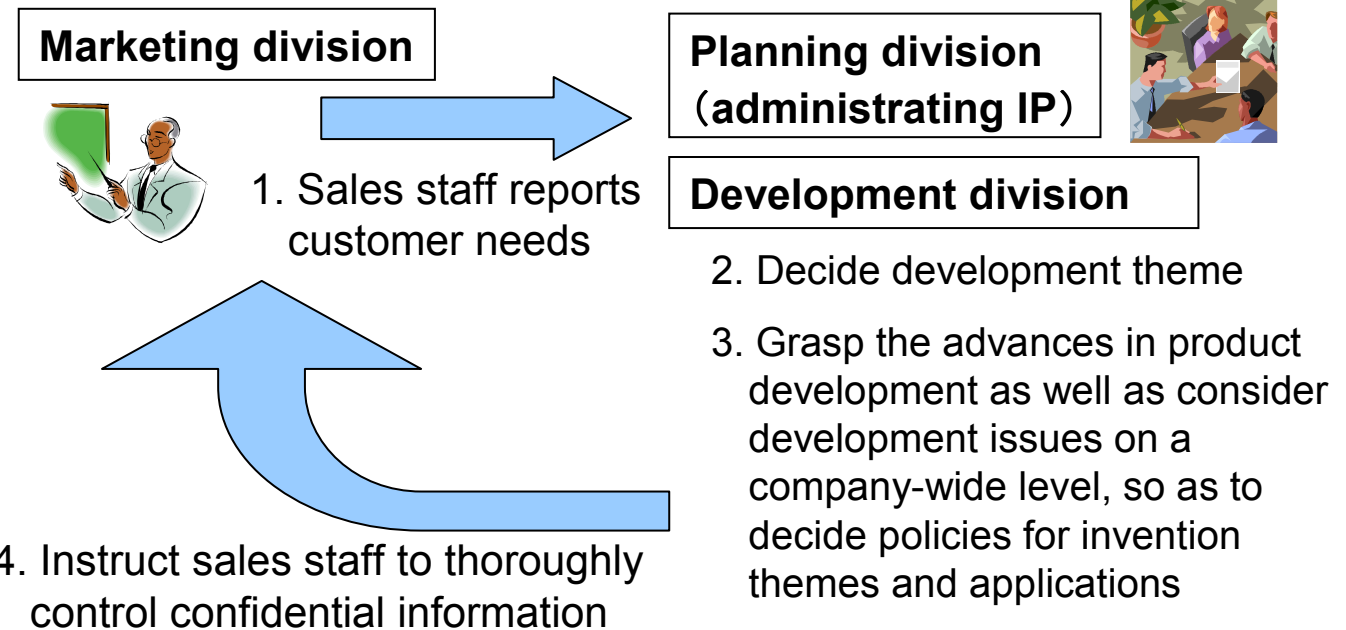 Marketing division
Planning division
（administrating IP）
Development division
1. Sales staff reports
customer needs
2. Decide development theme
3. Grasp the advances in product
development as well as consider
development issues on a
company-wide level, so as to
decide policies for invention
themes and applications
4. Instruct sales staff to thoroughly
control confidential information